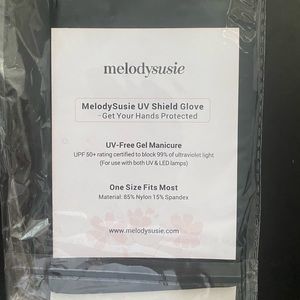 melodysusie
MelodySusie UV Shield Glove
-Get Your Hands Protected
UV-Free Gel Manicure
UPF 50+ rating certified to block 99% of ultraviolet light
(For use with both UV & LED lamps)
One Size Fits Most
Material: 85% Nylon 15% Spandex
www.melodysusie.com